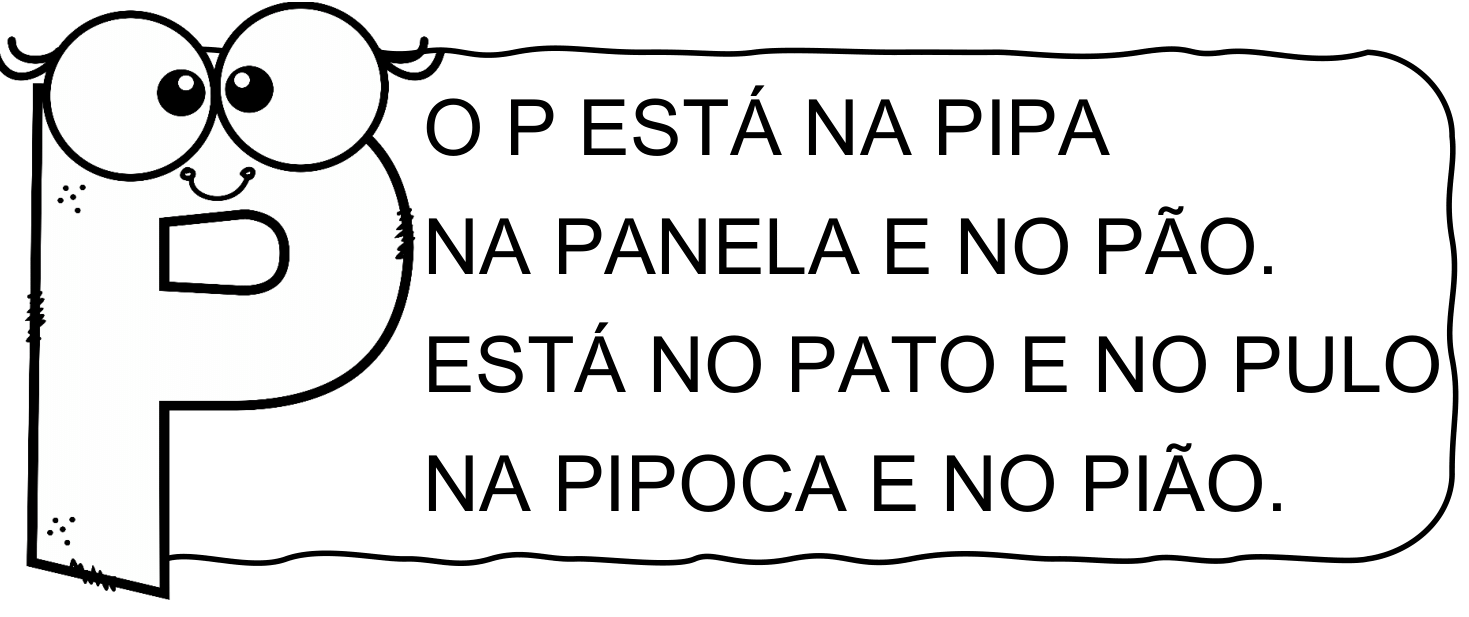 O P ESTÁ NA PIPA
NA PANELA E NO PÃO.
ESTÁ NO PATO E NO PULO
NA PIPOCA E NO PIÃO.